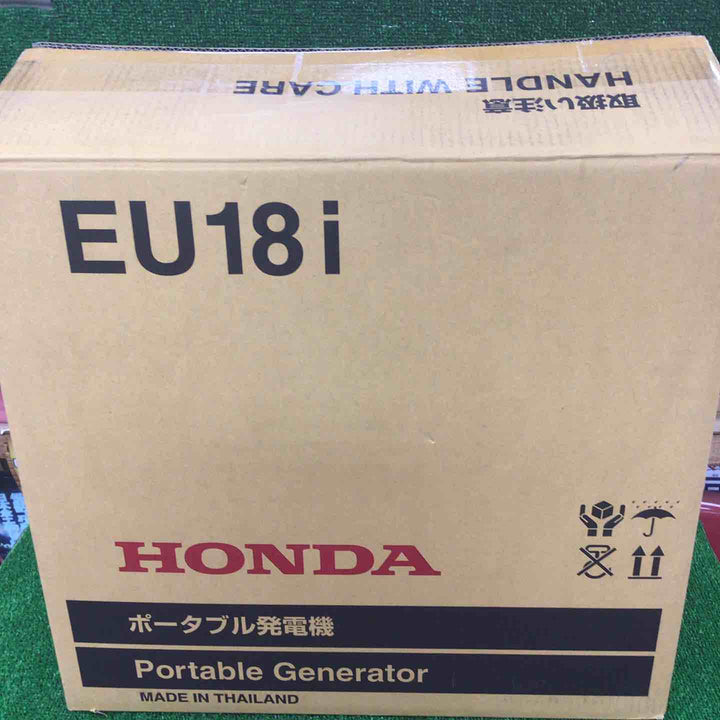 取扱い注意
HANDLE WITH CARE
EU18i
HONDA
ポータブル発電機
Portable Generator
MADE IN THAILAND